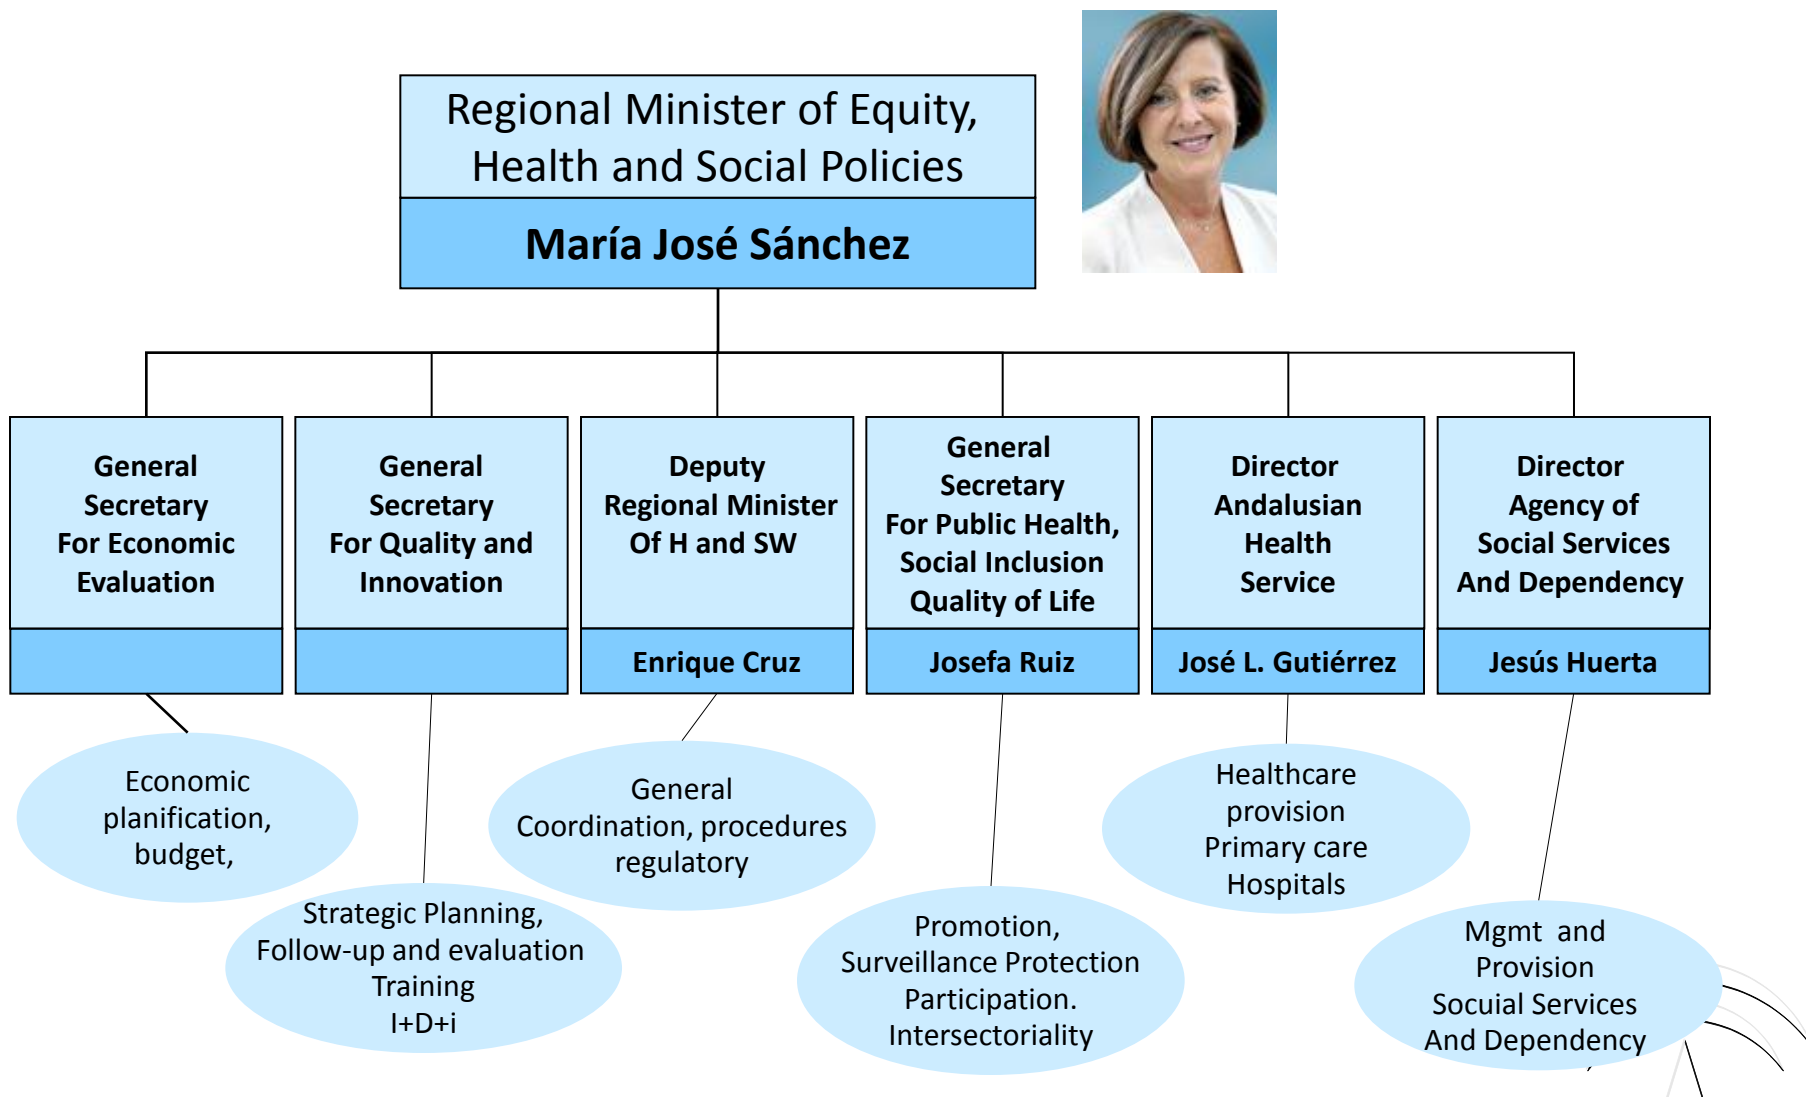 Regional Minister of Equity,
Health and Social Policies
María José Sánchez
General
Secretary
For Economic
Evaluation
General
Secretary
For Quality and
Innovation
Deputy
Regional Minister
Of H and SW
Enrique Cruz
General
Secretary
For Public Health,
Social Inclusion
Quality of Life
Josefa Ruiz
Director
Andalusian
Health
Service
José L. Gutiérrez
Director
Agency of
Social Services
And Dependency
Jesús Huerta
Economic
planification,
budget,
Strategic Planning,
Follow-up and evaluation
Training
I+D+i
General
Coordination, procedures
regulatory
Promotion,
Surveillance Protection
Participation.
Intersectoriality
Healthcare
provision
Primary care
Hospitals
Mgmt and
Provision
Socuial Services
And Dependency